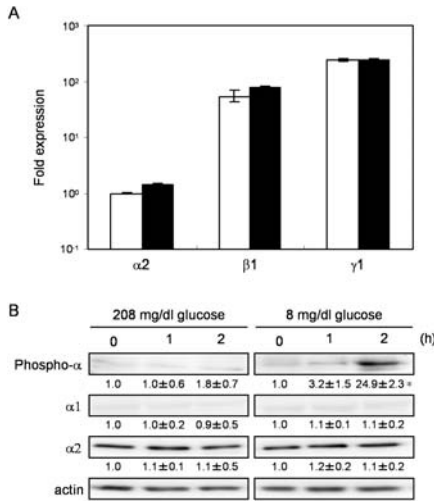 A
10³
10²
10¹
10⁰
10⁻¹
Fold expression
α2 β1 γ1
B
208 mg/dl glucose 8 mg/dl glucose
0 1 2 0 1 2 (h)
Phospho-α
1.0 1.0±0.6 1.8±0.7 1.0 3.2±1.5 24.9±2.3
α1
1.0 1.0±0.2 0.9±0.5 1.0 1.1±0.1 1.1±0.2
α2
1.0 1.1±0.1 1.1±0.5 1.0 1.2±0.2 1.1±0.2
actin